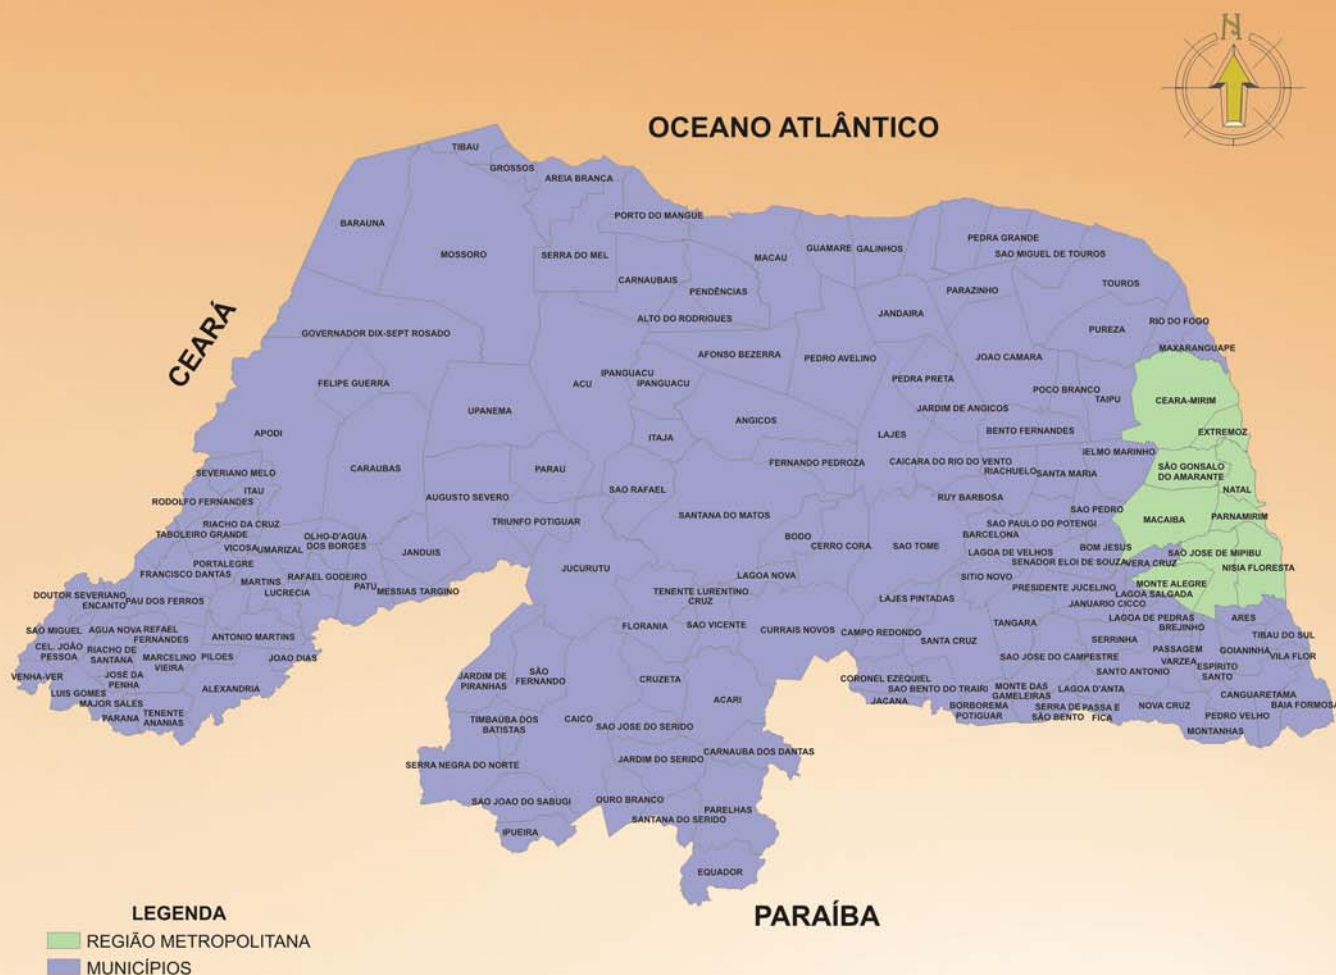 N
OCEANO ATLÂNTICO
TIBAU
GROSSOS
AREIA BRANCA
PORTO DO MANGUE
BARAUNA
MOSSORO
SERRA DO MEL
CARNAUBAIS
PENDÊNCIAS
MACAU
GUAMARE
GALINHOS
PEDRA GRANDE
SAO MIGUEL DE TOUROS
TOUROS
PARAZINHO
JANDAIRA
ALTO DO RODRIGUES
RIO DO FOGO
PUREZA
MAXARANGUAPE
CEARÁ
GOVERNADOR DIX-SEPT ROSADO
AFONSO BEZERRA
PEDRO AVELINO
JOAO CAMARA
FELIPE GUERRA
ACU
IPANGUACU
IPANGUACU
PEDRA PRETA
POCO BRANCO
TAIPU
CEARA-MIRIM
UPANEMA
JARDIM DE ANGICOS
ANGICOS
APODI
ITAJA
LAJES
BENTO FERNANDES
EXTREMOZ
IELMO MARINHO
CARAUBAS
PARAU
FERNANDO PEDROZA
CAICARA DO RIO DO VENTO
RIACHUELO
SANTA MARIA
SÃO GONSALO
DO AMARANTE
NATAL
SEVERIANO MELO
ITAU
RODOLFO FERNANDES
AUGUSTO SEVERO
SAO RAFAEL
RUY BARBOSA
SAO PEDRO
MACAIBA
PARNAMIRIM
RIACHO DA CRUZ
TABOLEIRO GRANDE
TRIUNFO POTIGUAR
SANTANA DO MATOS
SAO PAULO DO POTENGI
BARCELONA
OLHO-D'AGUA
DOS BORGES
VICOSA
UMARIZAL
JANDUIS
BODO
CERRO CORA
SAO TOME
LAGOA DE VELHOS
BOM JESUS
SAO JOSE DE MIPIBU
PORTALEGRE
FRANCISCO DANTAS
MARTINS
RAFAEL GODEIRO
LUCRECIA
PATU
MESSIAS TARGINO
JUCURUTU
LAGOA NOVA
SENADOR ELOI DE SOUZA
VERA CRUZ
NISIA FLORESTA
SITIO NOVO
PRESIDENTE JUCELINO
MONTE ALEGRE
LAGOA SALGADA
DOUTOR SEVERIANO
ENCANTO
PAU DOS FERROS
TENENTE LURENTINO
CRUZ
LAJES PINTADAS
JANUARIO CICCO
LAGOA DE PEDRAS
BREJINHO
ARES
SAO MIGUEL
AGUA NOVA
REFAEL
FERNANDES
ANTONIO MARTINS
FLORANIA
SAO VICENTE
CURRAIS NOVOS
CAMPO REDONDO
SANTA CRUZ
TANGARA
SERRINHA
TIBAU DO SUL
CEL. JOÃO
PESSOA
RIACHO DE
SANTANA
MARCELINO
VIEIRA
PILOES
JOAO DIAS
SAO JOSE DO CAMPESTRE
PASSAGEM
VARZEA
GOIANINHA
VILA FLOR
VENHA-VER
JOSE DA
PENHA
ALEXANDRIA
JARDIM DE
PIRANHAS
SÃO
FERNANDO
CRUZETA
CORONEL EZEQUIEL
SANTO ANTONIO
ESPÍRITO
SANTO
LUIS GOMES
MAJOR SALES
PARANA
TENENTE
ANANIAS
ACARI
JACANA
SAO BENTO DO TRAIRI
MONTE DAS
GAMELEIRAS
LAGOA D'ANTA
CANGUARETAMA
BAIA FORMOSA
BORBOREMA
POTIGUAR
SERRA DE
SÃO BENTO
PASSA E
FICA
NOVA CRUZ
PEDRO VELHO
MONTANHAS
TIMBAÚBA DOS
BATISTAS
CAICO
SAO JOSE DO SERIDO
CARNAUBA DOS DANTAS
SERRA NEGRA DO NORTE
JARDIM DO SERIDO
SAO JOAO DO SABUGI
OURO BRANCO
PARELHAS
SANTANA DO SERIDO
IPUEIRA
EQUADOR
PARAÍBA
LEGENDA
REGIÃO METROPOLITANA
MUNICÍPIOS